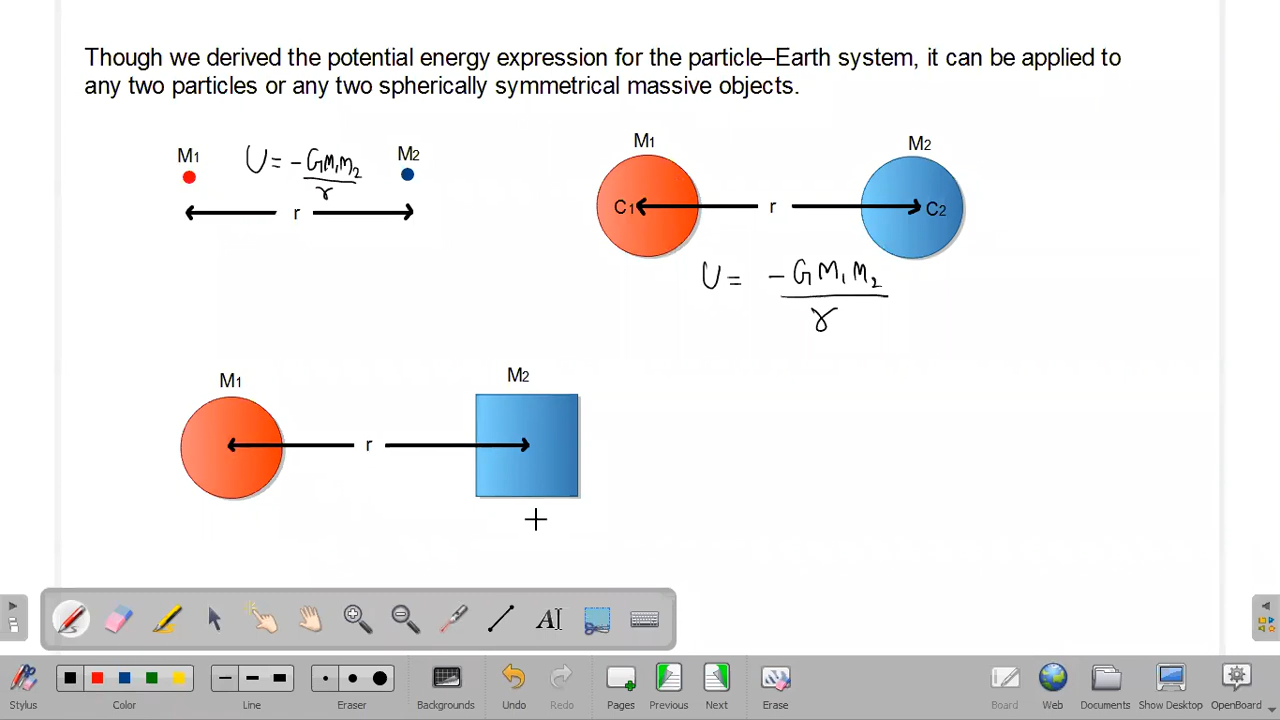 Though we derived the potential energy expression for the particle–Earth system, it can be applied to
any two particles or any two spherically symmetrical massive objects.
M1 U = - GM1M2 / r M2
r
M1 M2
C1 r C2
U = - GM1M2 / r
M1 M2
r
Stylus Color Line Eraser Backgrounds Undo Redo Pages Previous Next Erase Board Web Documents Show Desktop OpenBoard